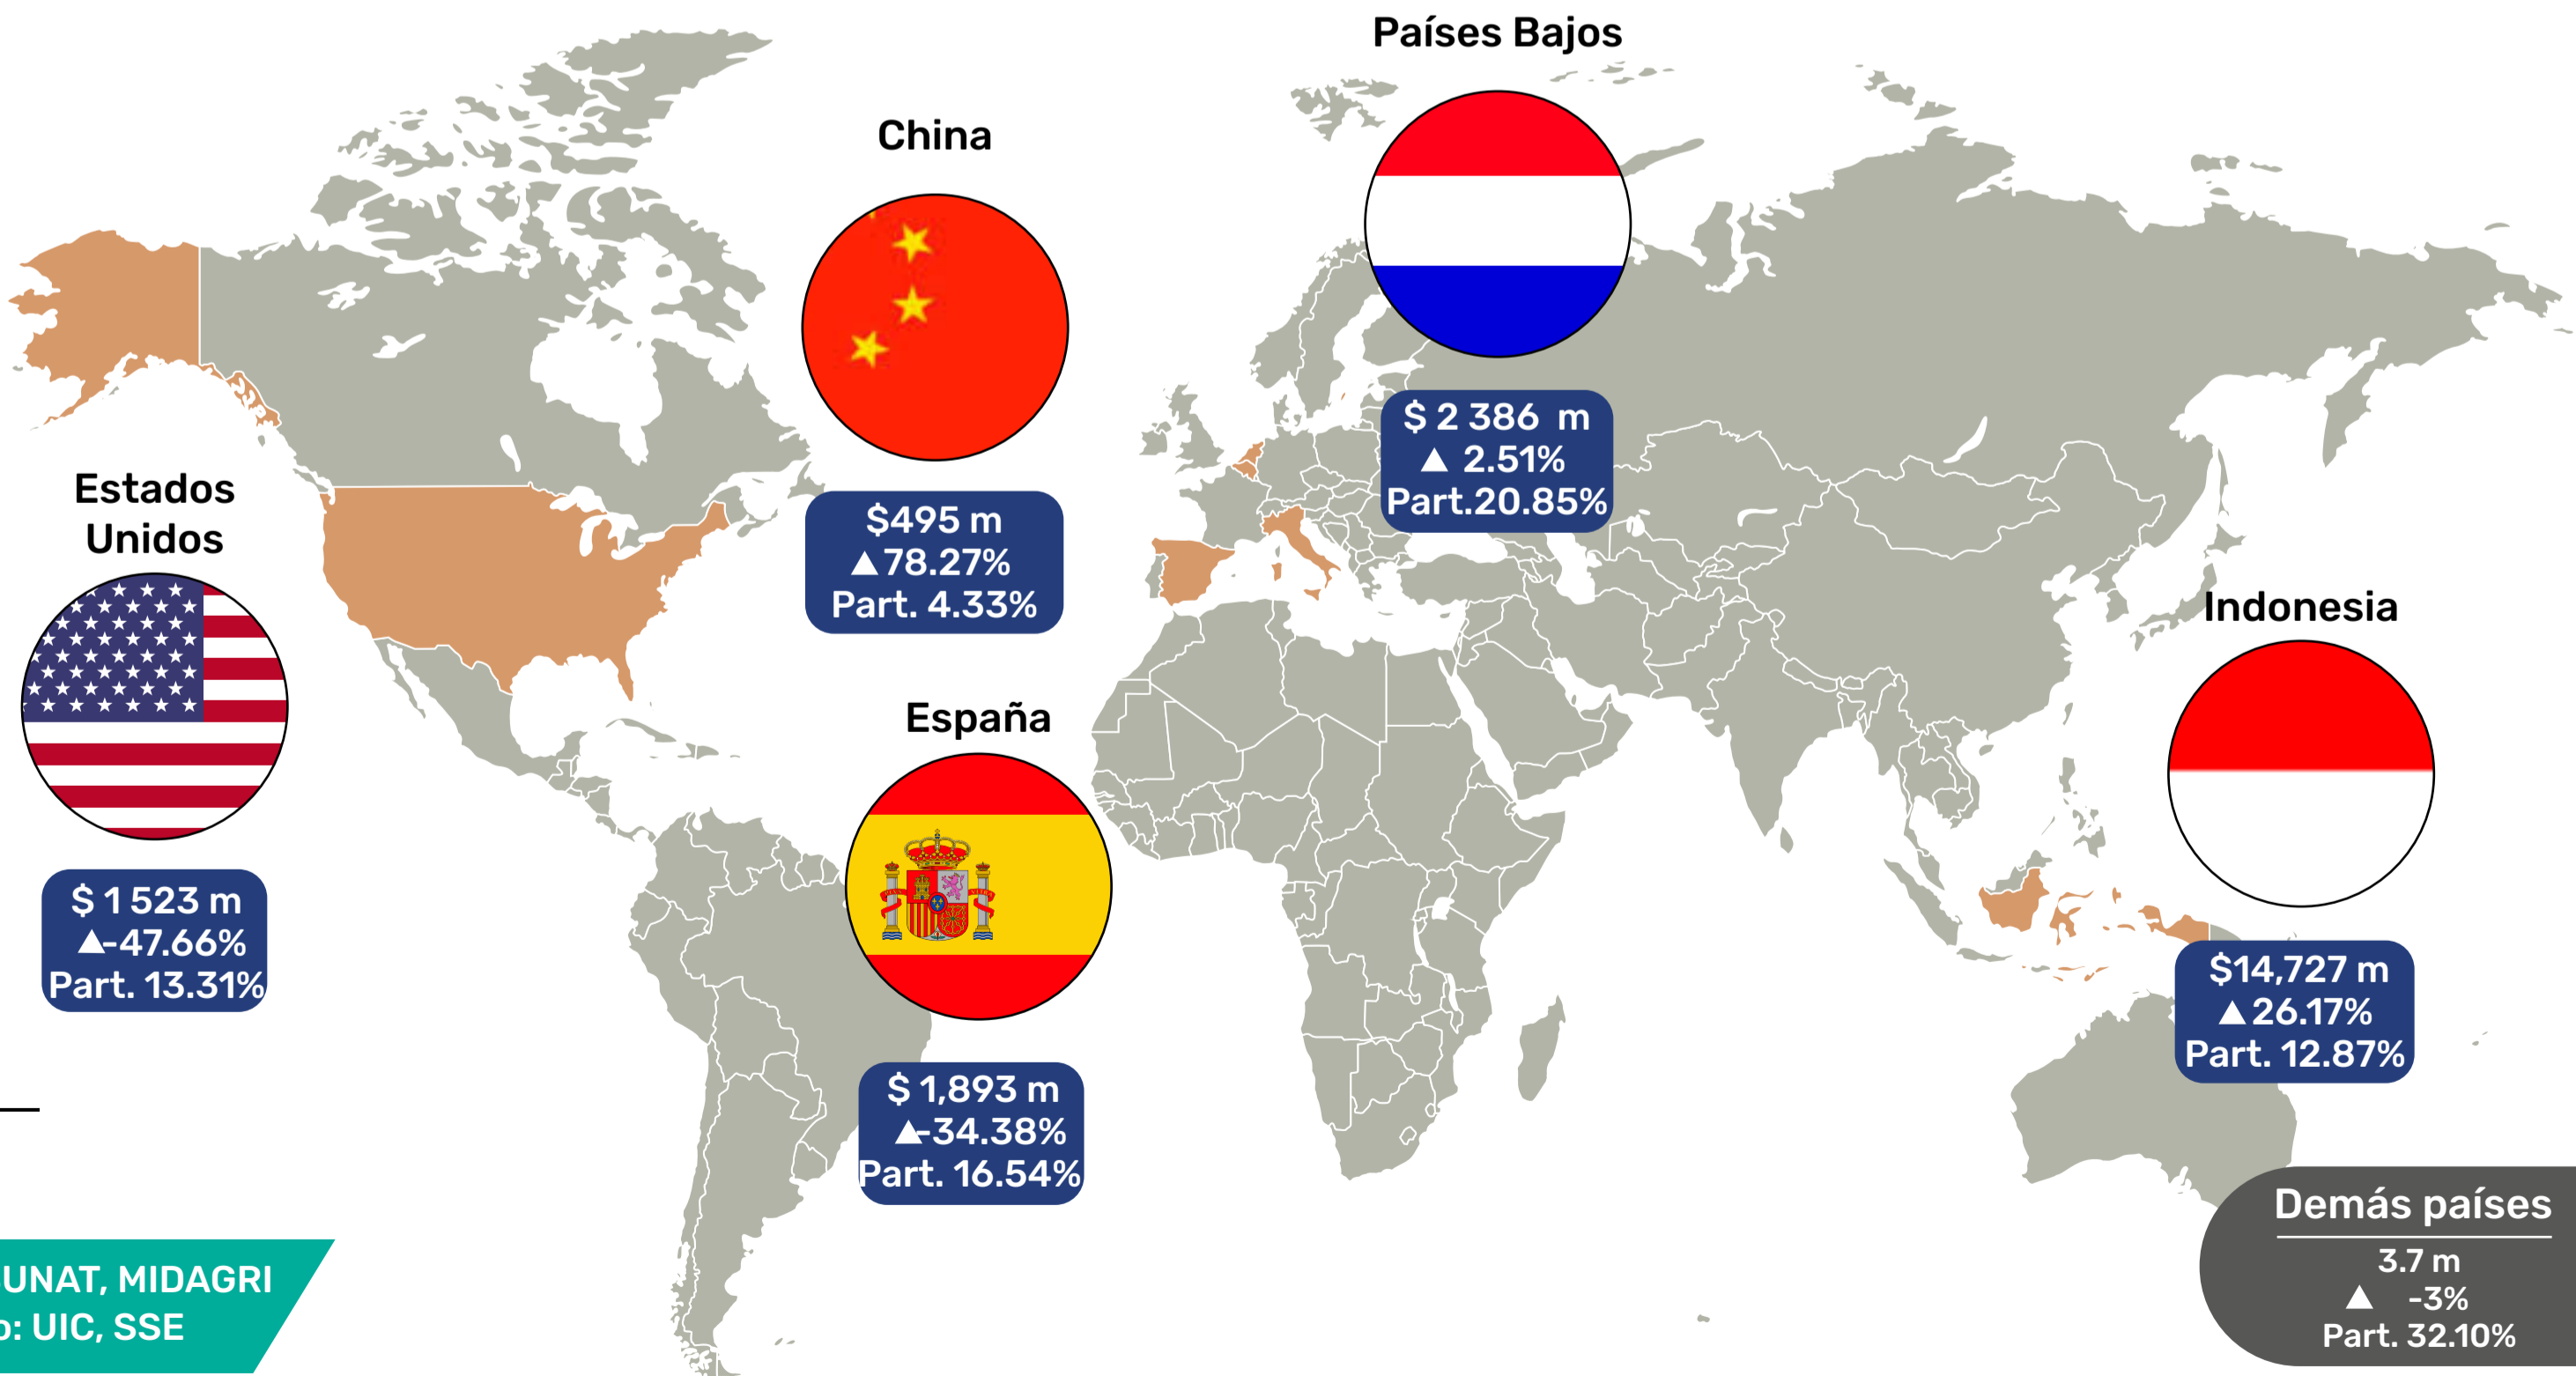 Países Bajos
$ 2 386 m
▲ 2.51%
Part.20.85%
China
$495 m
▲ 78.27%
Part. 4.33%
Estados
Unidos
$ 1 523 m
▲-47.66%
Part. 13.31%
España
$ 1,893 m
▲-34.38%
Part. 16.54%
Indonesia
$14,727 m
▲ 26.17%
Part. 12.87%
Demás países
3.7 m
▲ -3%
Part. 32.10%
UNAT, MIDAGRI
o: UIC, SSE